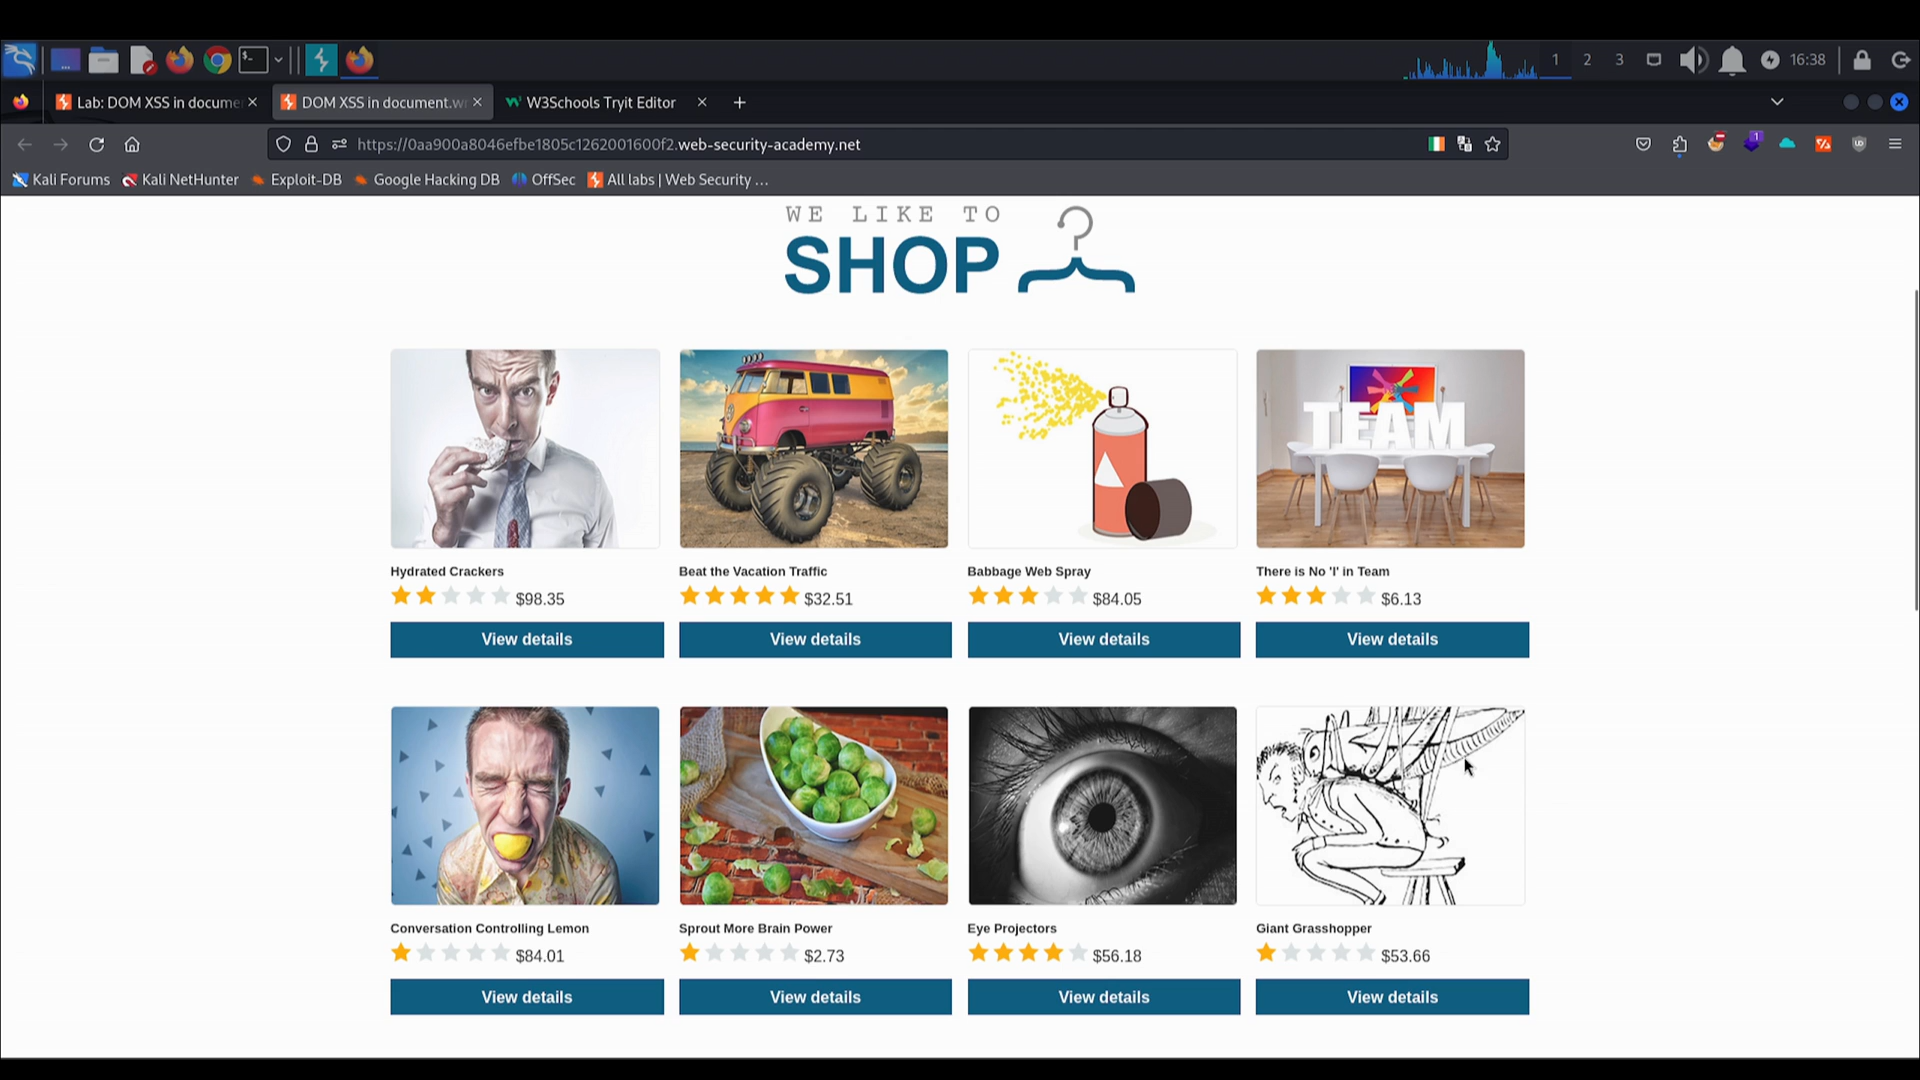 1 2 3 16:38
Lab: DOM XSS in docume
DOM XSS in document.wr
W3Schools Tryit Editor
https://0aa900a8046efbe1805c1262001600f2.web-security-academy.net
1
Kali Forums Kali NetHunter Exploit-DB Google Hacking DB OffSec All labs | Web Security ...
WE LIKE TO
SHOP
TEAM
Hydrated Crackers
$98.35
View details
Beat the Vacation Traffic
$32.51
View details
Babbage Web Spray
$84.05
View details
There is No 'I' in Team
$6.13
View details
Conversation Controlling Lemon
$84.01
View details
Sprout More Brain Power
$2.73
View details
Eye Projectors
$56.18
View details
Giant Grasshopper
$53.66
View details